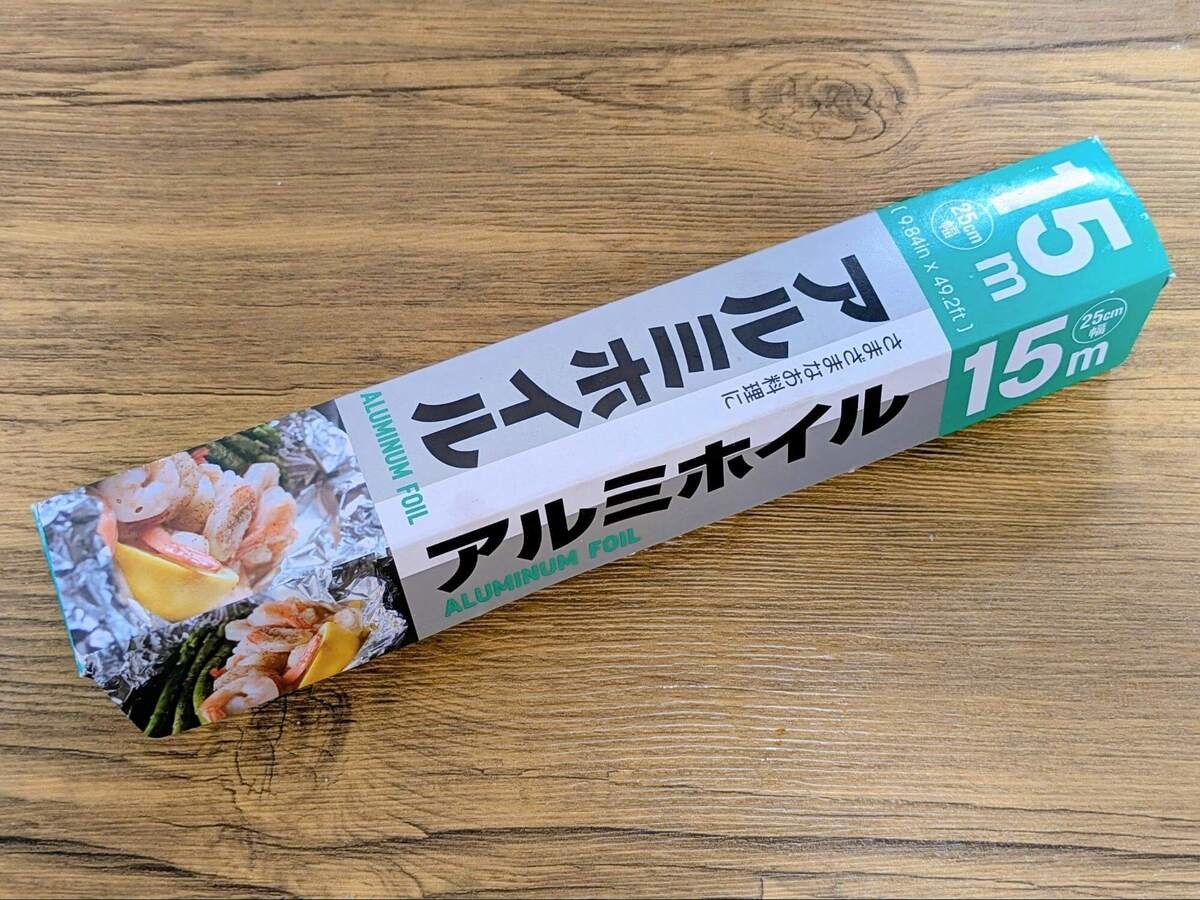 アルミホイル
ALUMINUM FOIL
さまざまなお料理に
15m
25cm幅
( 9.84in x 49.2ft )
アルミホイル
ALUMINUM FOIL
15m
25cm幅